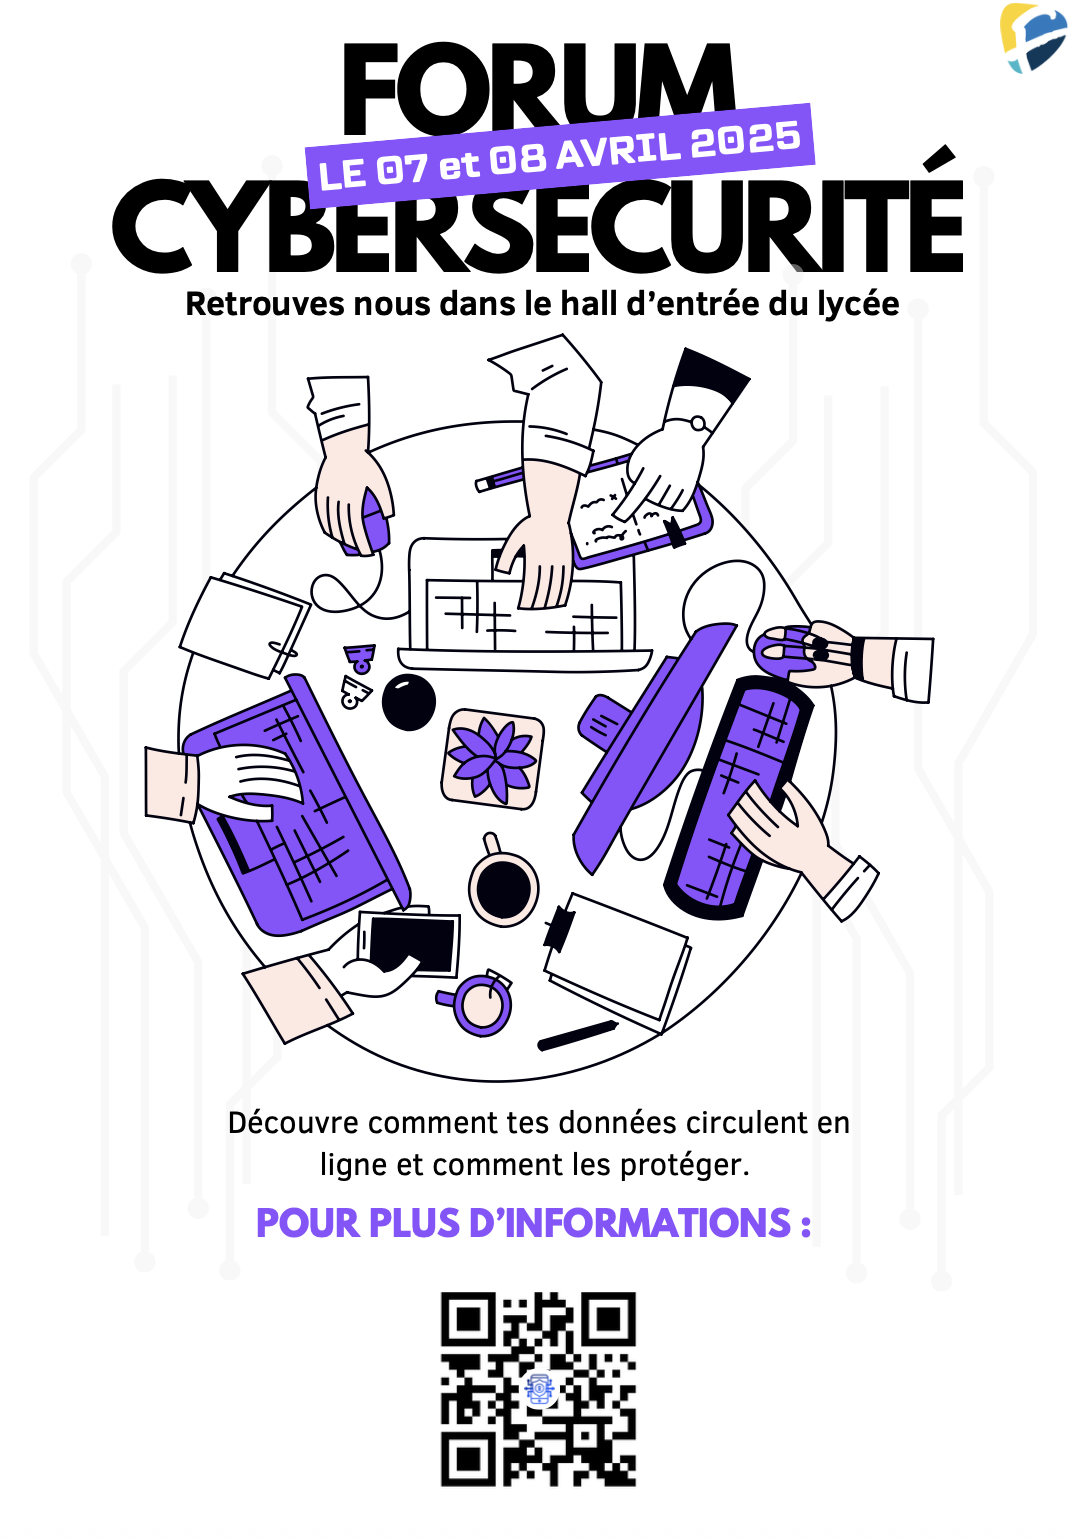 FORUM
LE 07 et 08 AVRIL 2025
CYBERSECURITÉ
Retrouves nous dans le hall d’entrée du lycée
Découvre comment tes données circulent en
ligne et comment les protéger.
POUR PLUS D’INFORMATIONS :